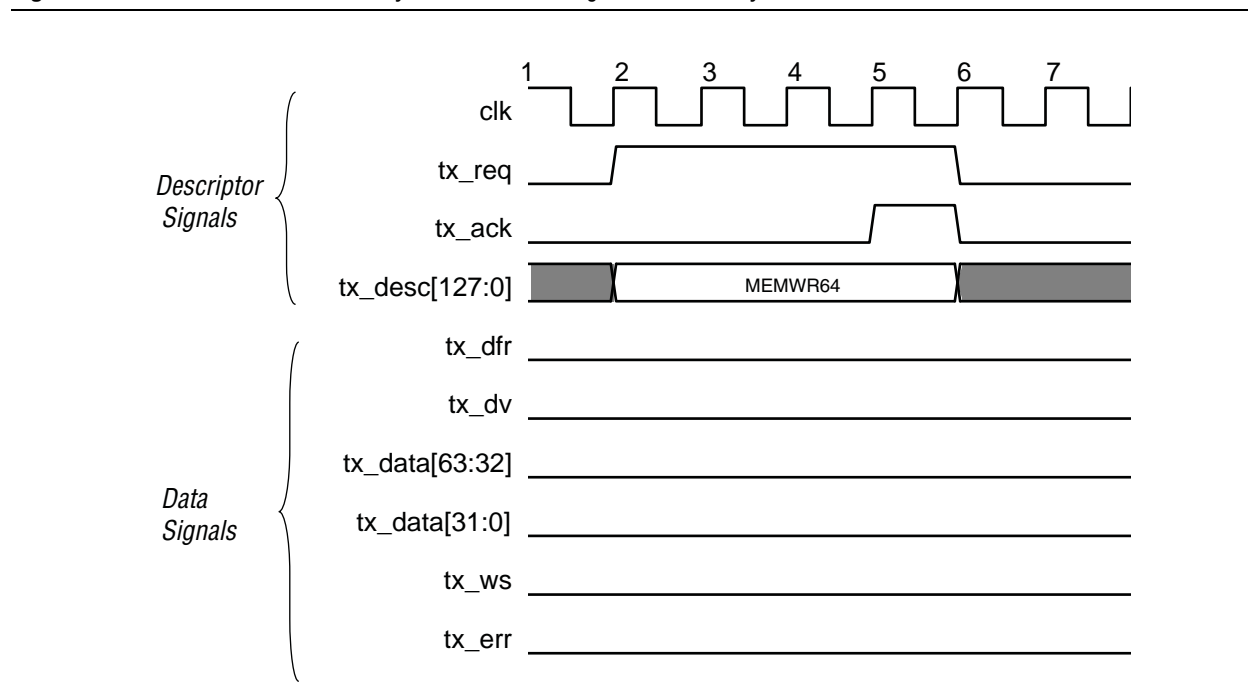 1 2 3 4 5 6 7
clk
tx_req
Descriptor
Signals
tx_ack
tx_desc[127:0]
MEMWR64
tx_dfr
tx_dv
tx_data[63:32]
Data
Signals
tx_data[31:0]
tx_ws
tx_err